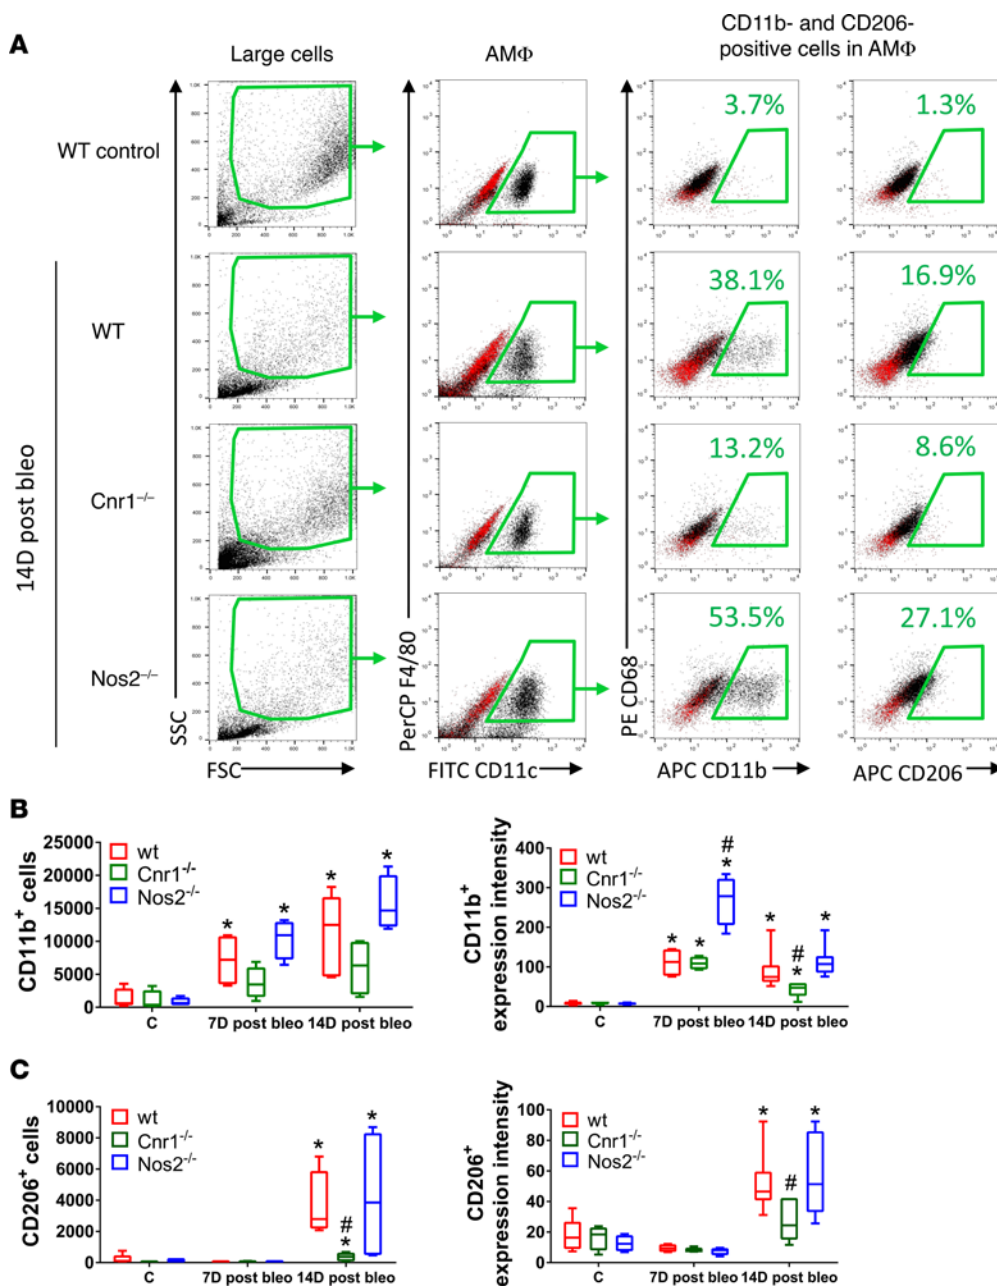 A
Large cells
AMΦ
CD11b- and CD206-
positive cells in AMΦ
WT control
3.7%
1.3%
WT
38.1%
16.9%
14D post bleo
Cnr1−/−
13.2%
8.6%
Nos2−/−
53.5%
27.1%
SSC
PerCP F4/80
PE CD68
FSC
FITC CD11c
APC CD11b
APC CD206
B
CD11b+ cells
25000
20000
15000
10000
5000
0
wt
Cnr1-/-
Nos2-/-
* * * *
C 7D post bleo 14D post bleo
CD11b+
expression intensity
400
300
200
100
0
wt
Cnr1-/-
Nos2-/-
* * # * * # * *
C 7D post bleo 14D post bleo
C
CD206+ cells
10000
8000
6000
4000
2000
0
wt
Cnr1-/-
Nos2-/-
* # * *
C 7D post bleo 14D post bleo
CD206+
expression intensity
100
80
60
40
20
0
wt
Cnr1-/-
Nos2-/-
* # *
C 7D post bleo 14D post bleo